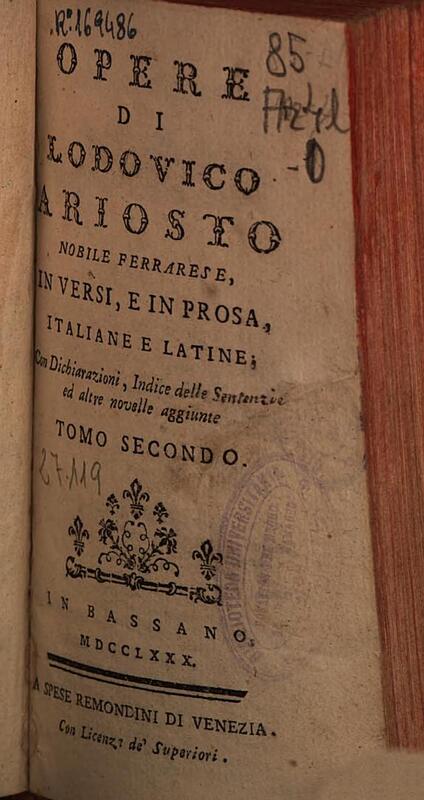 R.169486
85
OPERE
DI
LODOVICO
ARIOSTO
NOBILE FERRARESE,
IN VERSI, E IN PROSA,
ITALIANE E LATINE;
Con Dichiarazioni, Indice delle Sentenzie
ed altre novelle aggiunte
TOMO SECONDO.
27.119
IN BASSANO.
MDCCLXXX.
A SPESE REMONDINI DI VENEZIA.
Con Licenza de' Superiori.